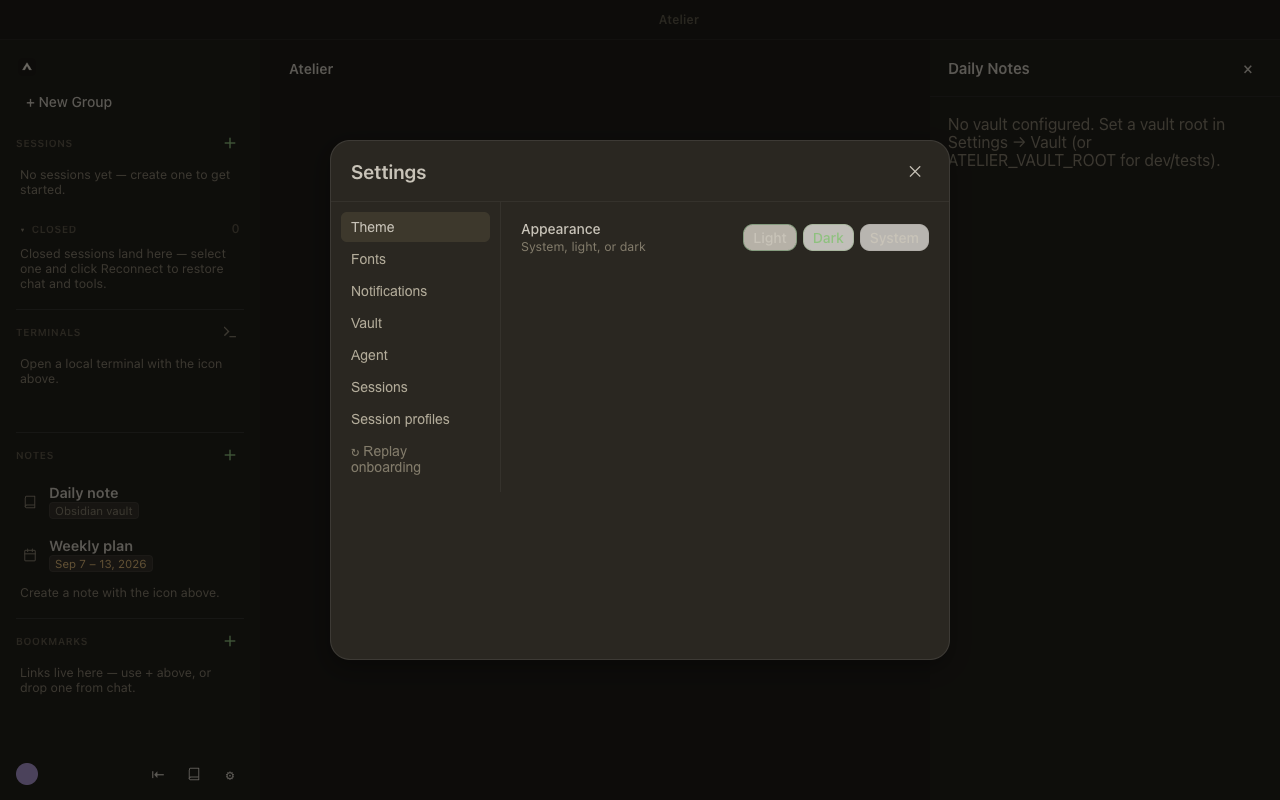 Atelier
+ New Group
SESSIONS
No sessions yet — create one to get
started.
CLOSED
0
Closed sessions land here — select
one and click Reconnect to restore
chat and tools.
TERMINALS
Open a local terminal with the icon
above.
NOTES
Daily note
Obsidian vault
Weekly plan
Sep 7 – 13, 2026
Create a note with the icon above.
BOOKMARKS
Links live here — use + above, or
drop one from chat.
Atelier
Settings
Theme
Fonts
Notifications
Vault
Agent
Sessions
Session profiles
↻ Replay
onboarding
Appearance
System, light, or dark
Light
Dark
System
Daily Notes
No vault configured. Set a vault root in
Settings → Vault (or
ATELIER_VAULT_ROOT for dev/tests).